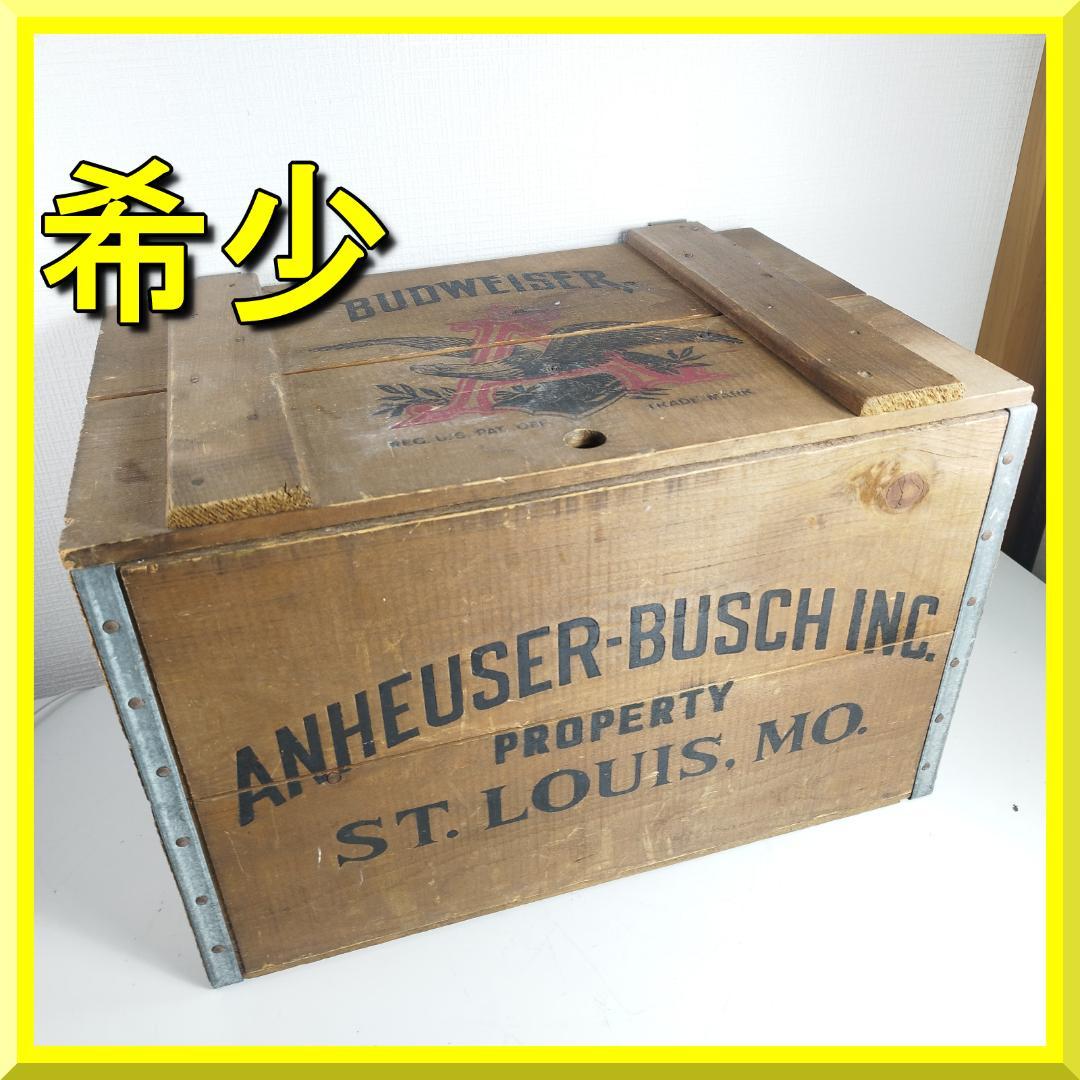 希少
BUDWEISER
REG. U.S. PAT. OFF.
TRADE MARK
ANHEUSER-BUSCH INC.
PROPERTY
ST. LOUIS, MO.